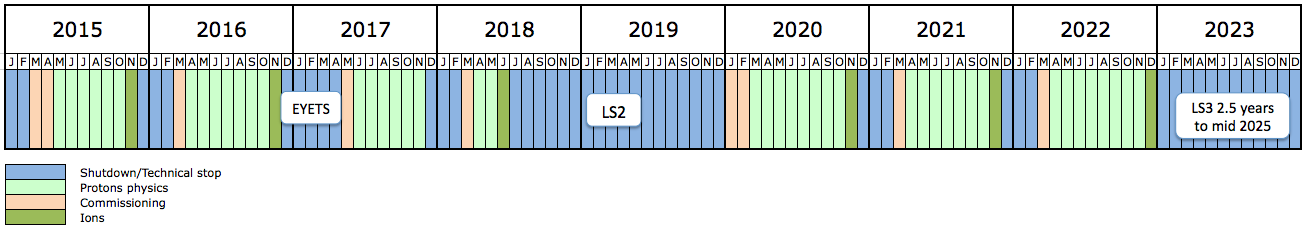 2015 2016 2017 2018 2019 2020 2021 2022 2023
J F M A M J J A S O N D J F M A M J J A S O N D J F M A M J J A S O N D J F M A M J J A S O N D J F M A M J J A S O N D J F M A M J J A S O N D J F M A M J J A S O N D J F M A M J J A S O N D J F M A M J J A S O N D
EYETS
LS2
LS3 2.5 years
to mid 2025
Shutdown/Technical stop
Protons physics
Commissioning
Ions